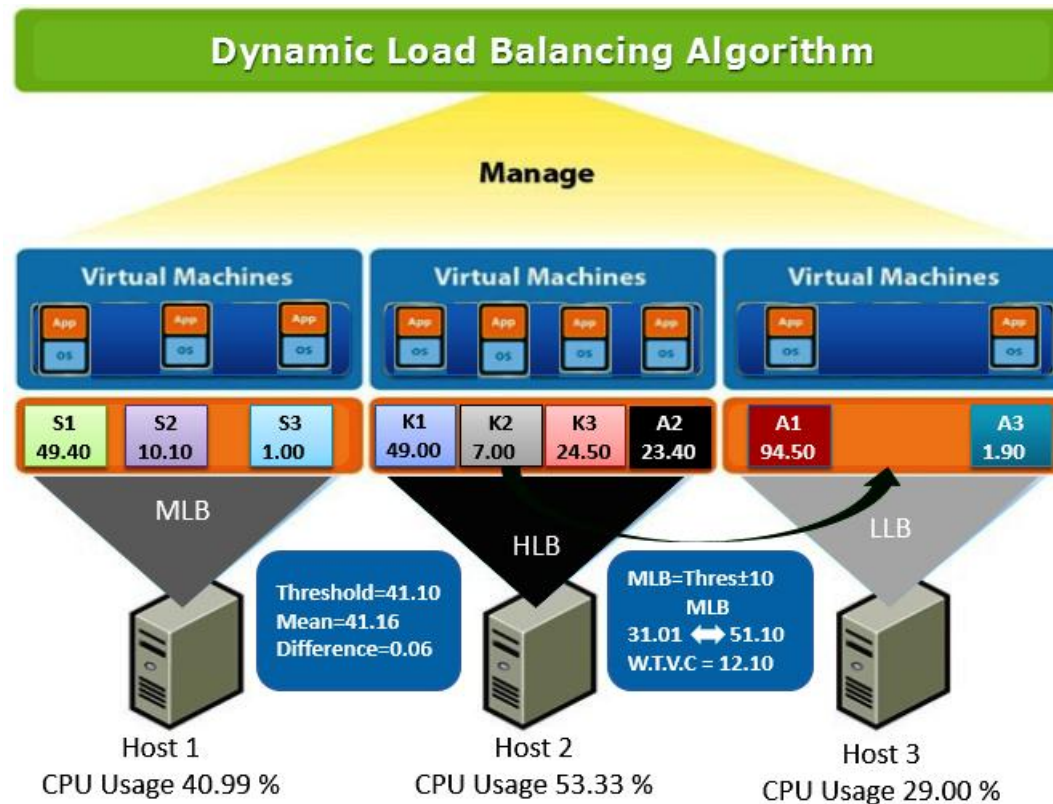 Dynamic Load Balancing Algorithm
Manage
Virtual Machines
App
OS
App
OS
App
OS
Virtual Machines
App
OS
App
OS
App
OS
App
OS
Virtual Machines
App
OS
App
OS
S1
49.40
S2
10.10
S3
1.00
K1
49.00
K2
7.00
K3
24.50
A2
23.40
A1
94.50
A3
1.90
MLB
HLB
LLB
Threshold=41.10
Mean=41.16
Difference=0.06
MLB=Thres±10
MLB
31.01 ⬌ 51.10
W.T.V.C = 12.10
Host 1
CPU Usage 40.99 %
Host 2
CPU Usage 53.33 %
Host 3
CPU Usage 29.00 %